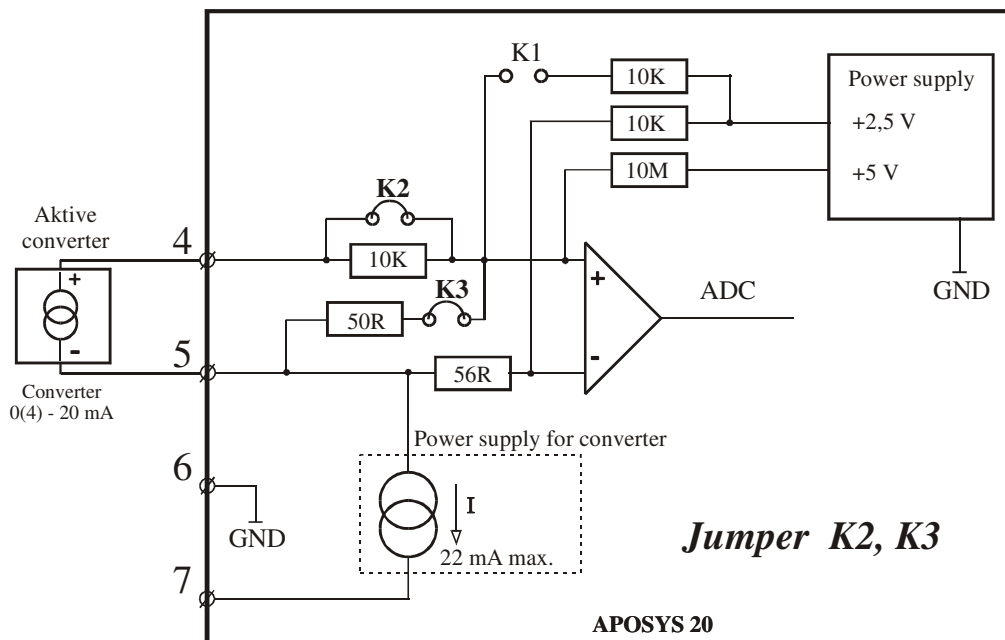 K1
10K
Power supply
10K
+2,5 V
10M
+5 V
K2
Aktive
converter
4
10K
+
+
ADC
GND
K3
50R
-
5
56R
-
Converter
0(4) - 20 mA
Power supply for converter
6
I
GND
22 mA max.
Jumper K2, K3
7
APOSYS 20